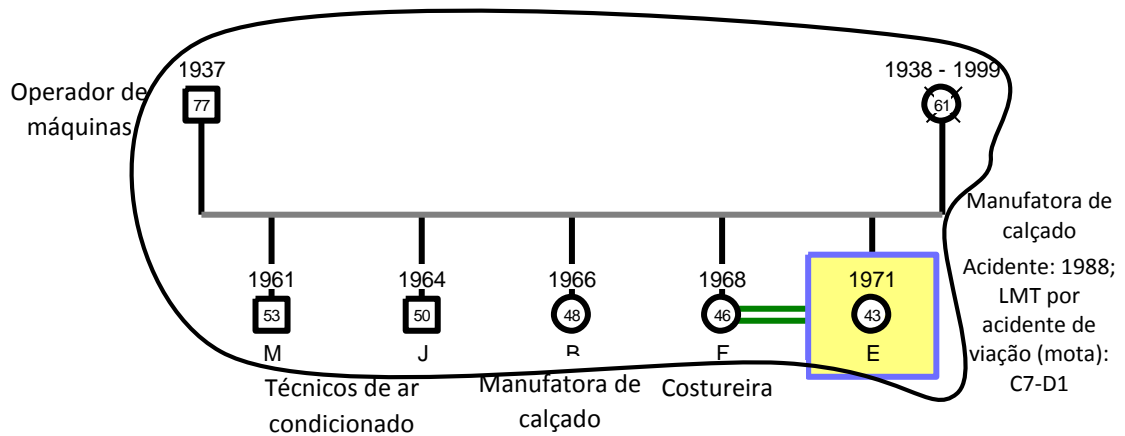 1937
1938 - 1999
Operador de
máquinas
77
61
Manufatora de
calçado
1961
1964
1966
1968
1971
Acidente: 1988;
LMT por
acidente de
viação (mota):
C7-D1
53
50
48
46
43
M
J
E
Técnicos de ar
condicionado
Manufatora de
calçado
Costureira